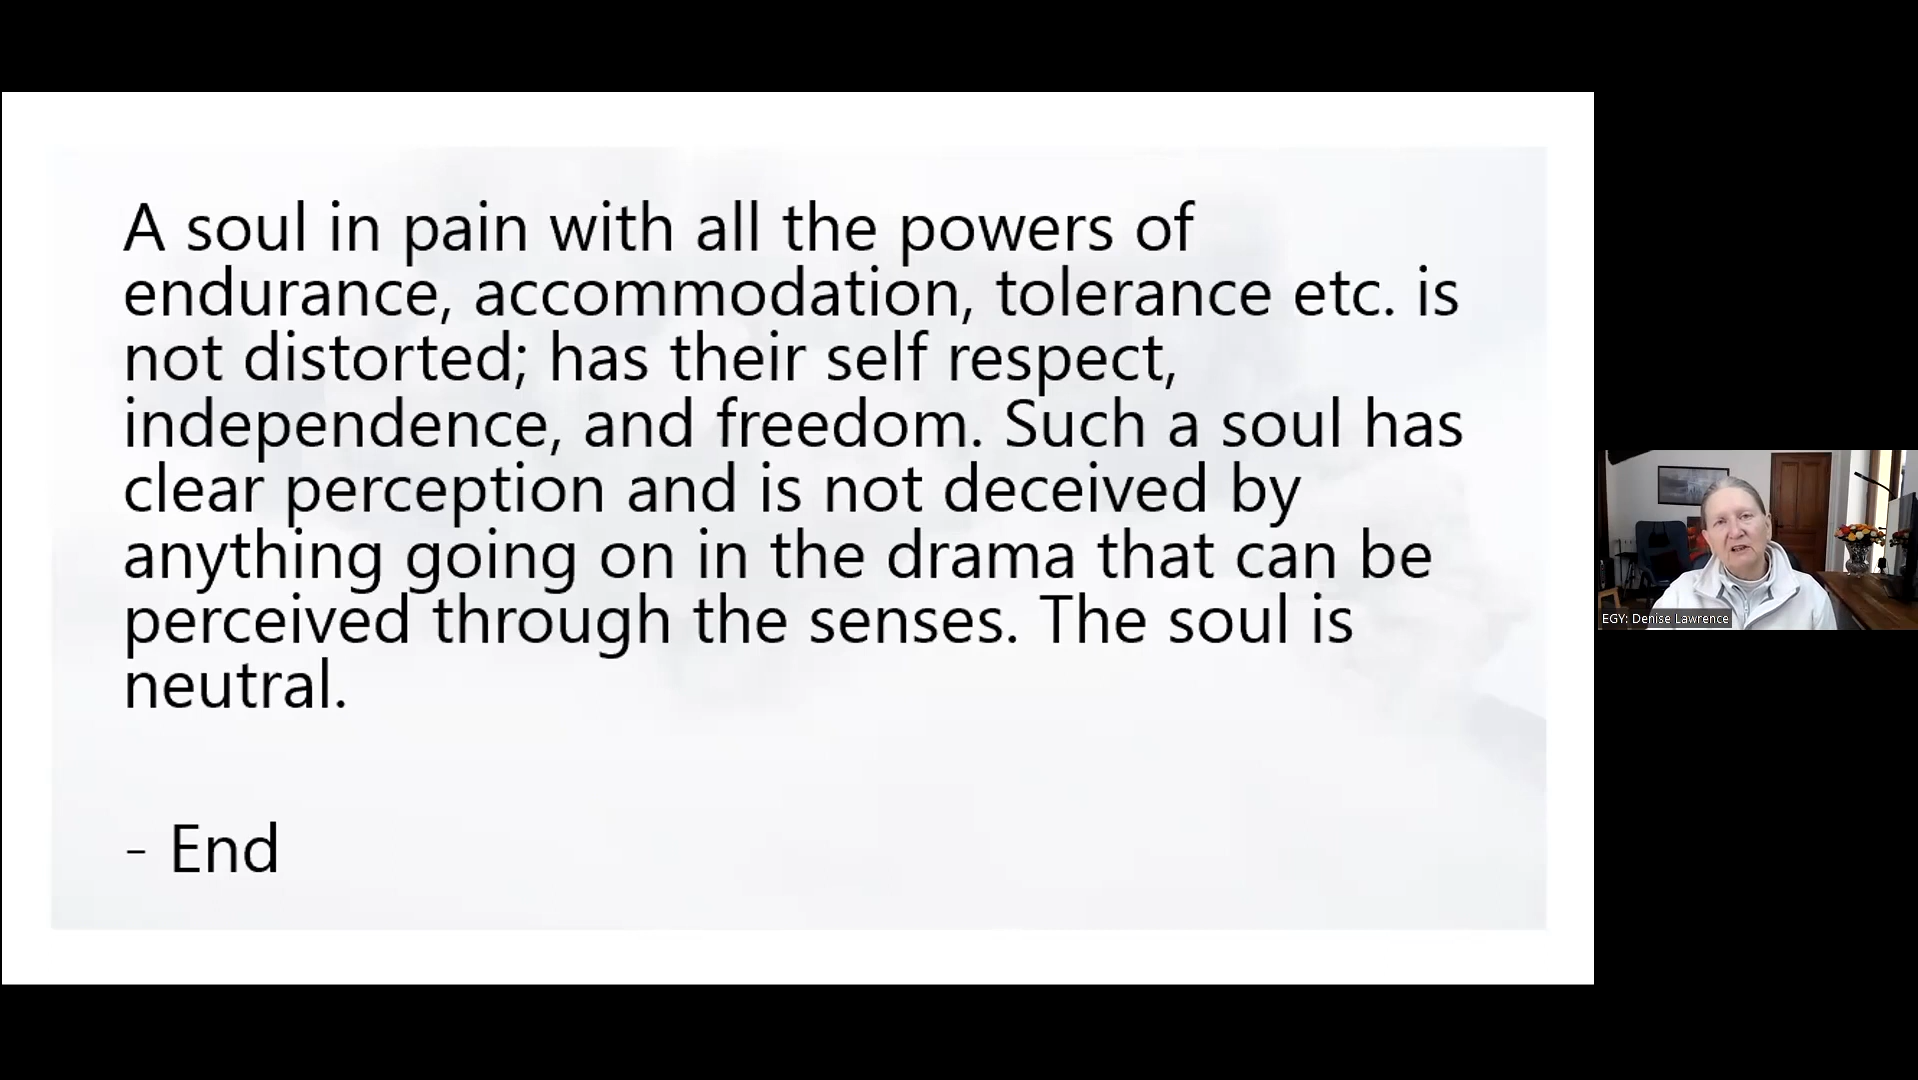 A soul in pain with all the powers of
endurance, accommodation, tolerance etc. is
not distorted; has their self respect,
independence, and freedom. Such a soul has
clear perception and is not deceived by
anything going on in the drama that can be
perceived through the senses. The soul is
neutral.
- End
EGY: Denise Lawrence